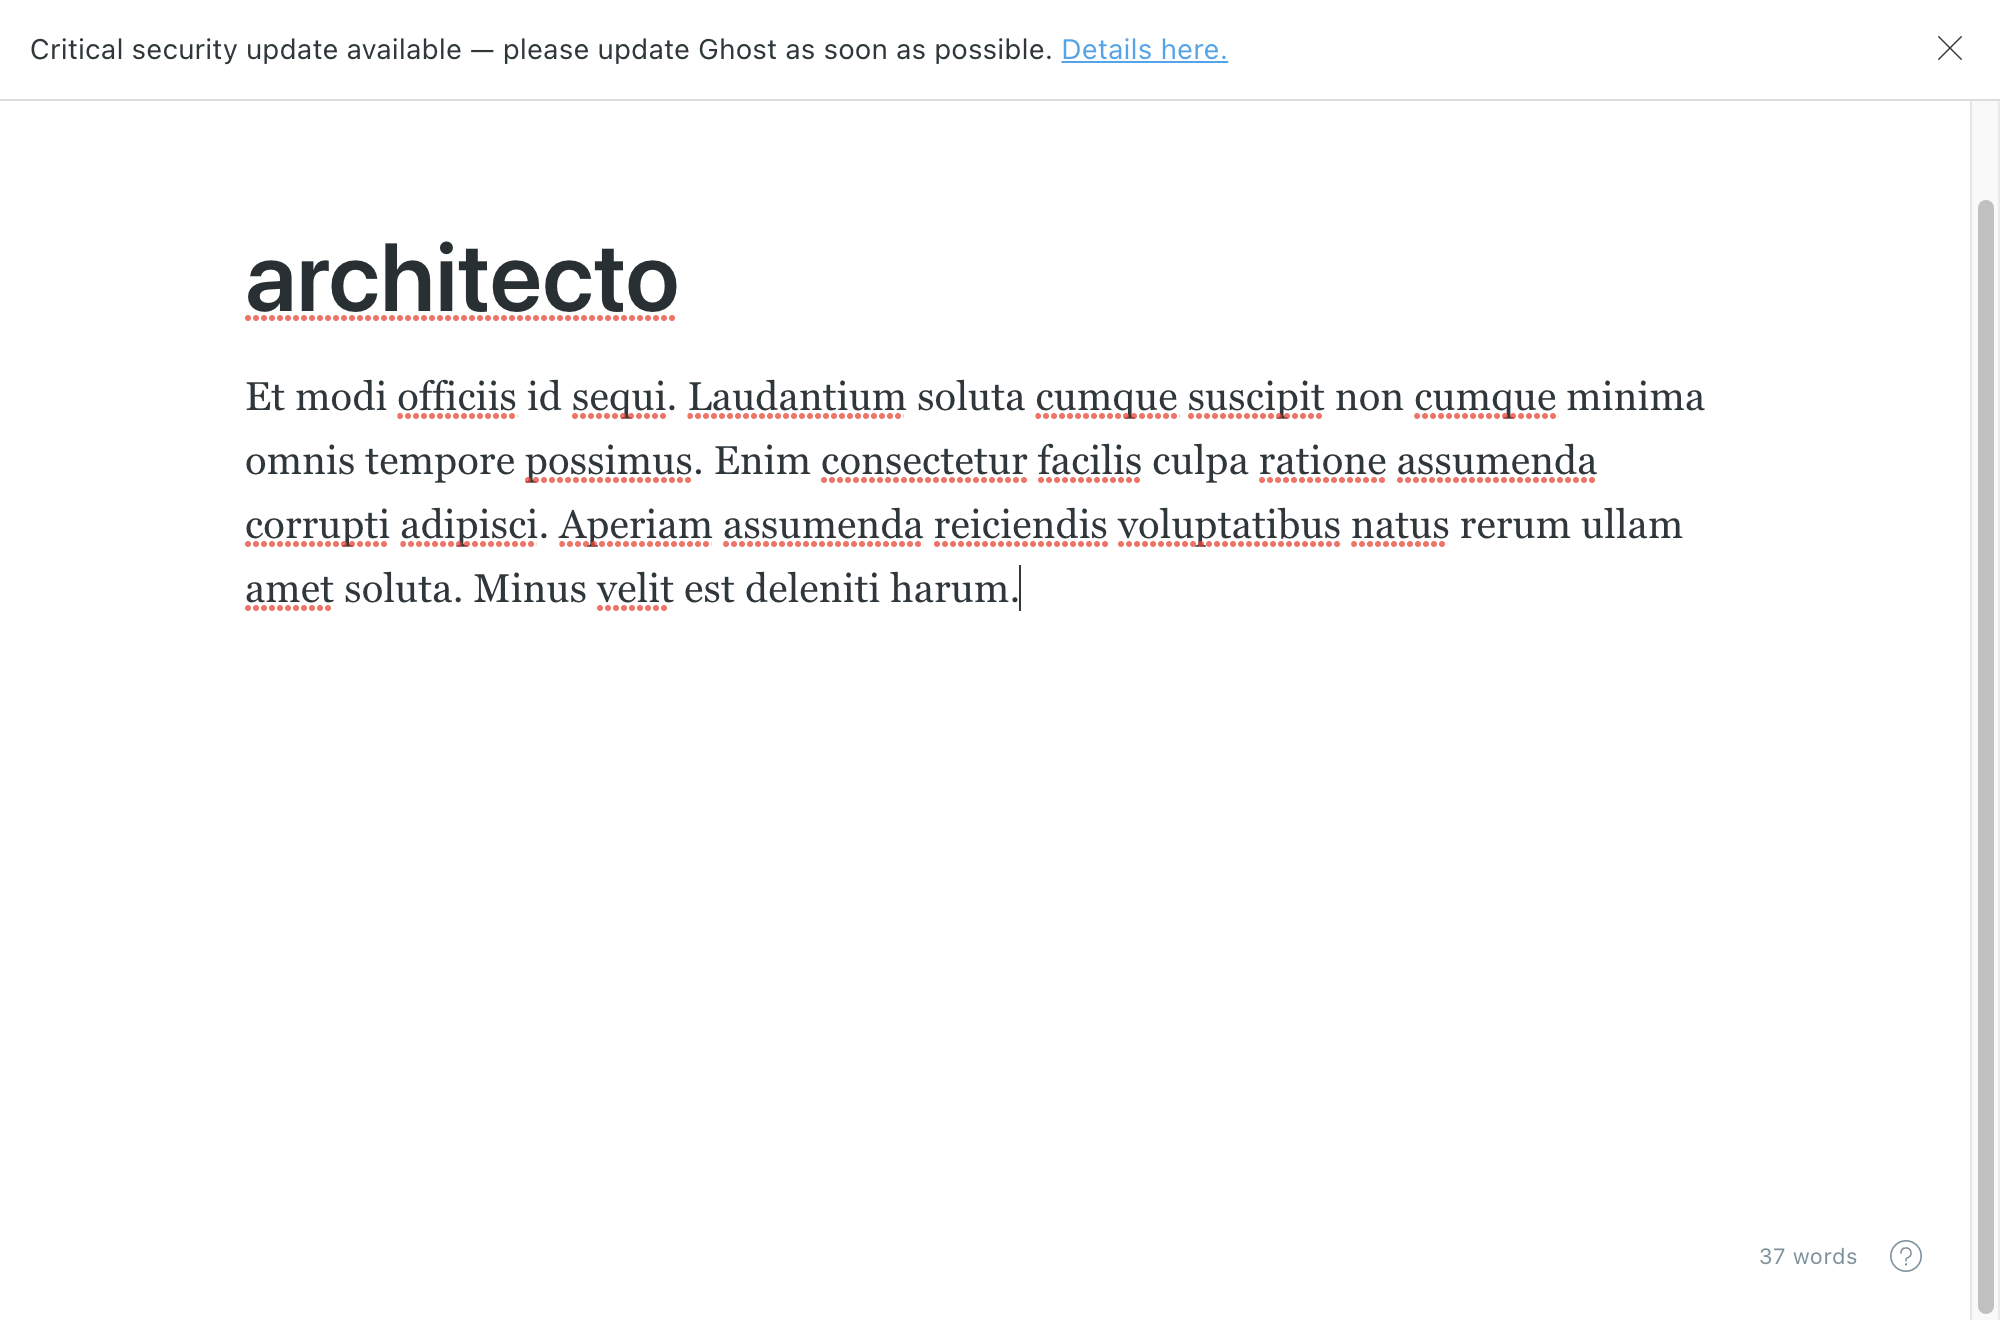 Critical security update available — please update Ghost as soon as possible. Details here.
architecto
Et modi officiis id sequi. Laudantium soluta cumque suscipit non cumque minima
omnis tempore possimus. Enim consectetur facilis culpa ratione assumenda
corrupti adipisci. Aperiam assumenda reiciendis voluptatibus natus rerum ullam
amet soluta. Minus velit est deleniti harum.
37 words